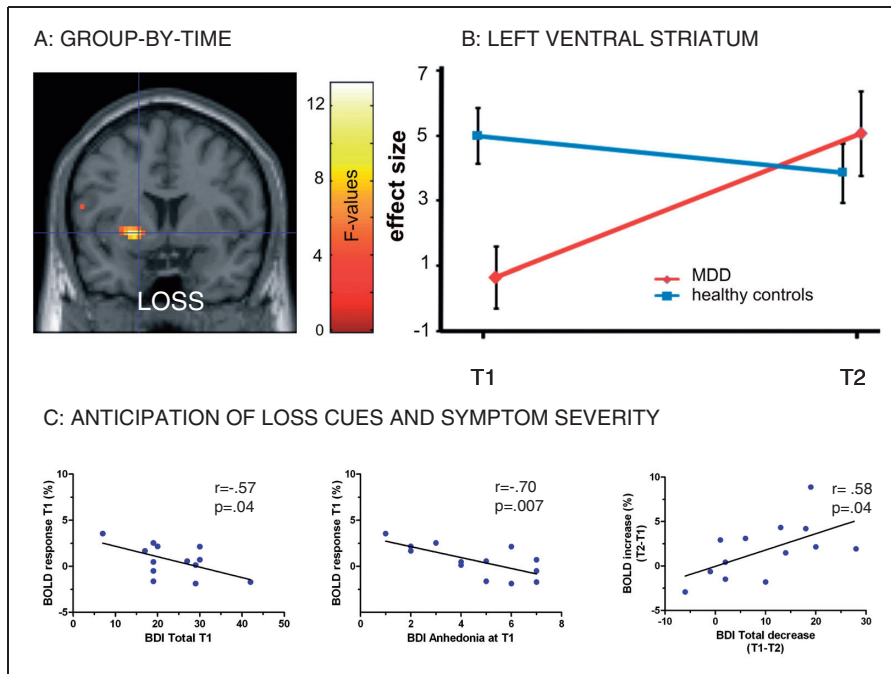 A: GROUP-BY-TIME
B: LEFT VENTRAL STRIATUM
LOSS
12
8
4
0
F-values
7
5
3
1
-1
effect size
MDD
healthy controls
T1
T2
C: ANTICIPATION OF LOSS CUES AND SYMPTOM SEVERITY
10
5
0
-5
BOLD response T1 (%)
r=-.57
p=.04
0
10
20
30
40
50
BDI Total T1
10
5
0
-5
BOLD response T1 (%)
r=-.70
p=.007
0
2
4
6
8
BDI Anhedonia at T1
10
5
0
-5
BOLD increase (%)
(T2-T1)
r= .58
p=.04
-10
0
10
20
30
BDI Total decrease
(T1-T2)